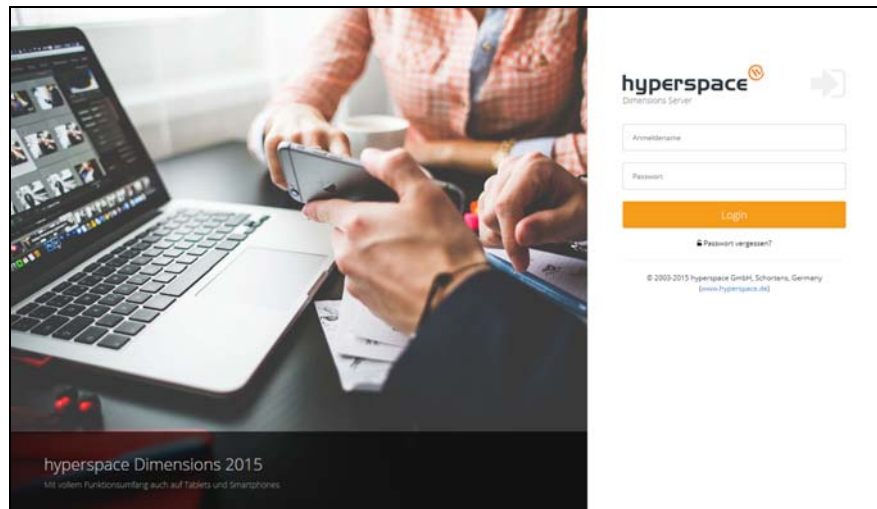 hyperspace
Dimensions Server
Anmeldename
Passwort
Login
Passwort vergessen?
© 2003-2015 hyperspace GmbH, Schortens, Germany
(www.hyperspace.de)
hyperspace Dimensions 2015
Mit vollem Funktionsumfang auch auf Tablets und Smartphones.